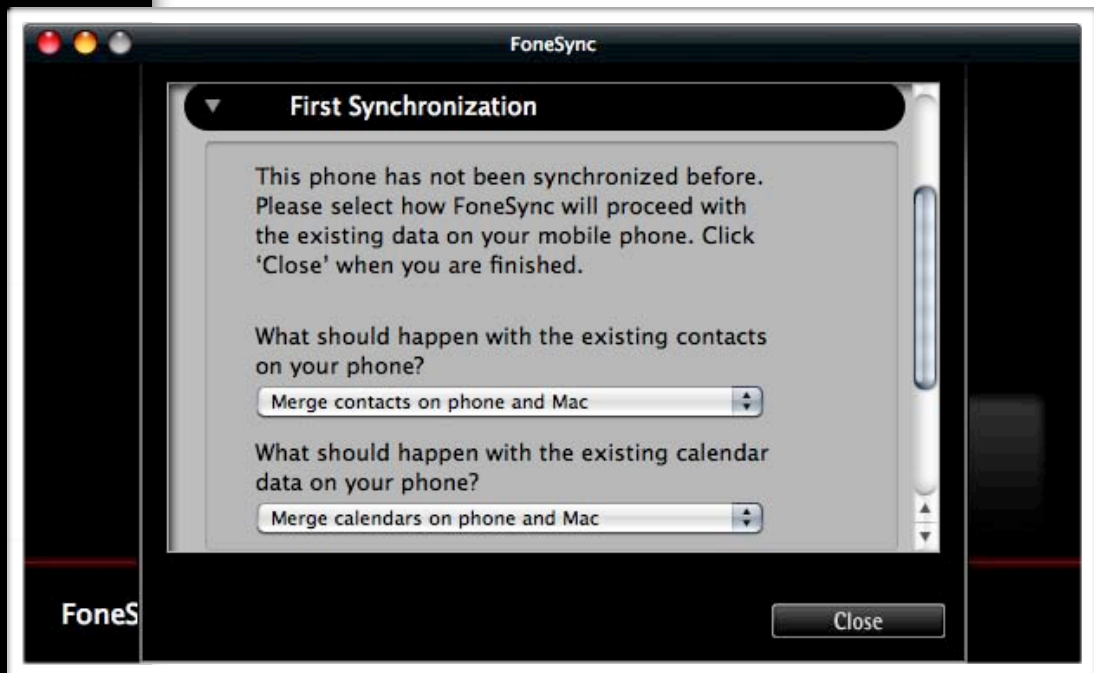 FoneSync
First Synchronization
This phone has not been synchronized before.
Please select how FoneSync will proceed with
the existing data on your mobile phone. Click
‘Close’ when you are finished.
What should happen with the existing contacts
on your phone?
Merge contacts on phone and Mac
What should happen with the existing calendar
data on your phone?
Merge calendars on phone and Mac
FoneS
Close